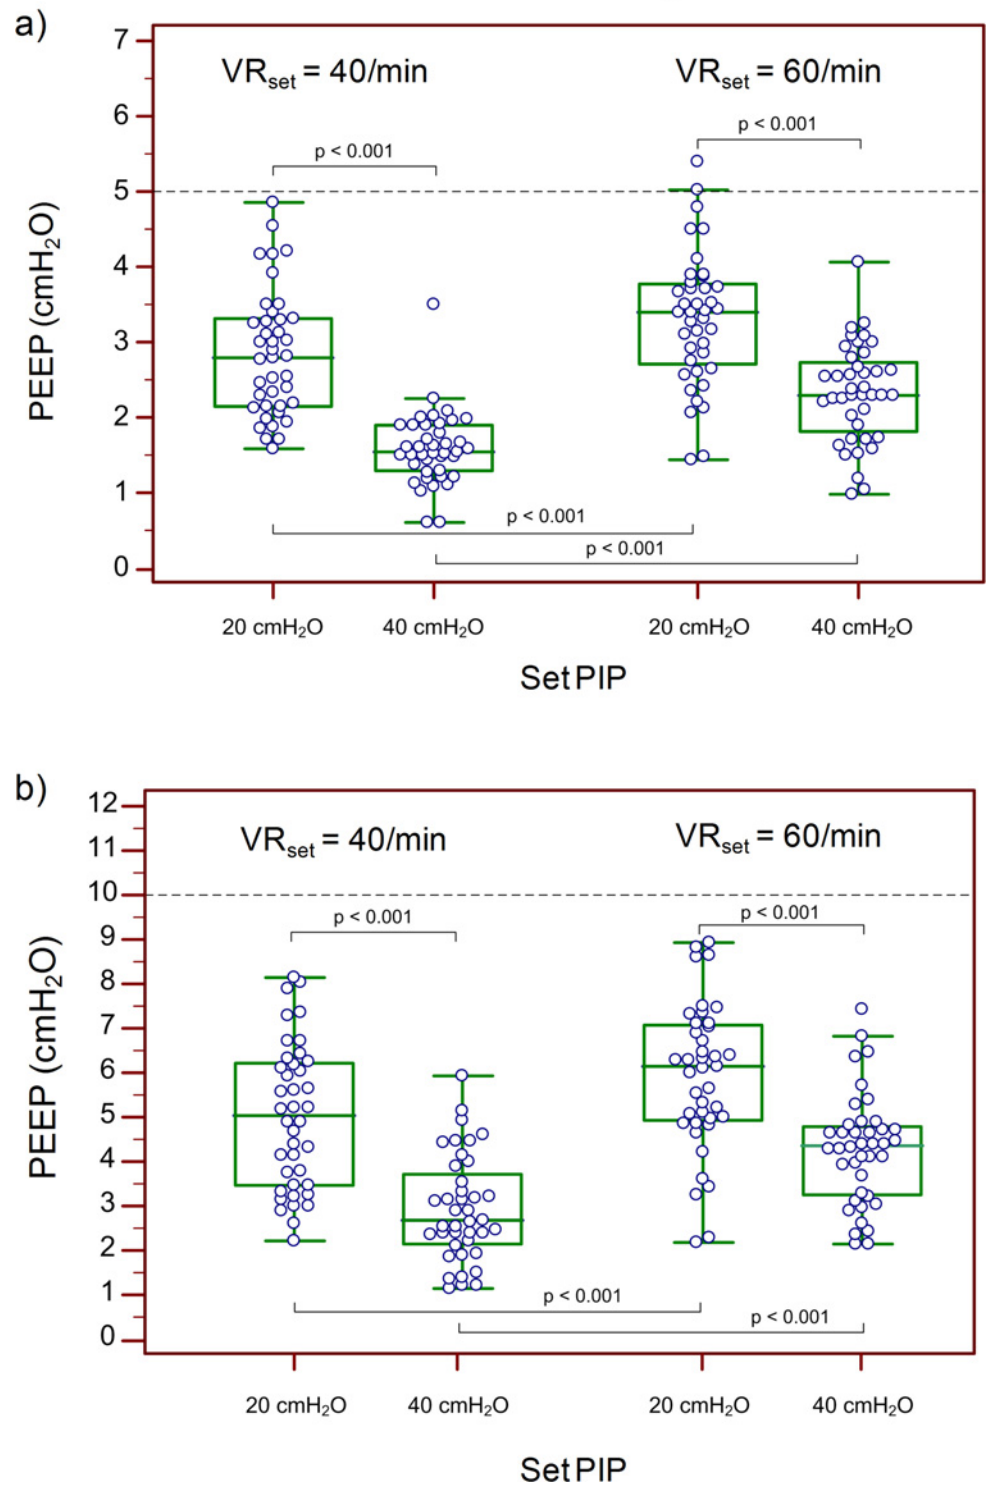 a)
7
6
5
4
3
2
1
0
PEEP (cmH₂O)
VRset = 40/min
VRset = 60/min
p < 0.001
p < 0.001
p < 0.001
p < 0.001
20 cmH₂O
40 cmH₂O
20 cmH₂O
40 cmH₂O
Set PIP
b)
12
11
10
9
8
7
6
5
4
3
2
1
0
PEEP (cmH₂O)
VRset = 40/min
VRset = 60/min
p < 0.001
p < 0.001
p < 0.001
p < 0.001
20 cmH₂O
40 cmH₂O
20 cmH₂O
40 cmH₂O
Set PIP